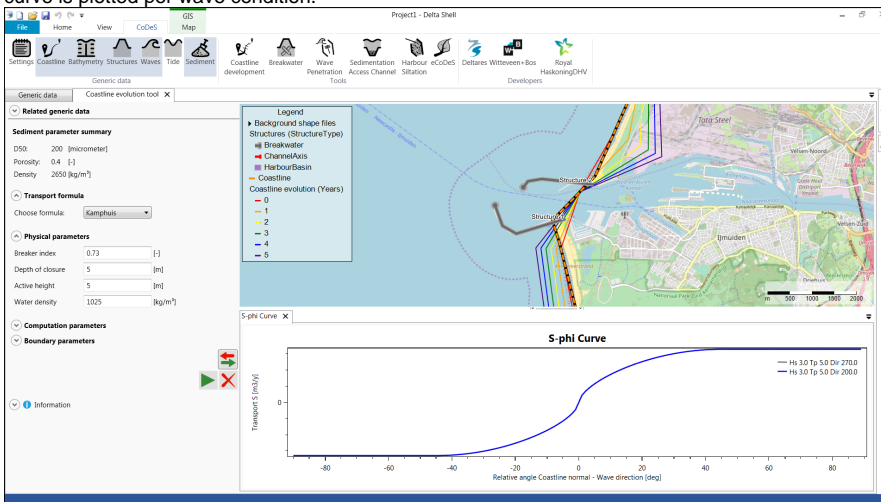 curve is plotted per wave condition.
Project1 - Delta Shell
GIS
File Home View CoDeS Map
Settings Coastline Bathymetry Structures Waves Tide Sediment
Coastline development
Breakwater
Wave Penetration
Sedimentation Access Channel
Harbour Siltation
eCoDeS
Deltares
Witteveen+Bos
Royal HaskoningDHV
Generic data
Tools
Developers
Generic data
Coastline evolution tool X
Related generic data
Sediment parameter summary
D50: 200 [micrometer]
Porosity: 0.4 [-]
Density 2650 [kg/m³]
Transport formula
Choose formula: Kamphuis
Physical parameters
Breaker index 0.73 [-]
Depth of closure 5 [m]
Active height 5 [m]
Water density 1025 [kg/m³]
Computation parameters
Boundary parameters
Information
Legend
Background shape files
Structures (StructureType)
Breakwater
ChannelAxis
HarbourBasin
Coastline
Coastline evolution (Years)
0
1
2
3
4
5
Tata Steel
Velsen-Noord
Structure
Structure
IJmuiden
Velsen-Zuid
m 500 1000 1500 2000
S-phi Curve X
S-phi Curve
Hs 3.0 Tp 5.0 Dir 270.0
Hs 3.0 Tp 5.0 Dir 200.0
Transport S [m3/y]
0
-80 -60 -40 -20 0 20 40 60 80
Relative angle Coastline normal - Wave direction [deg]